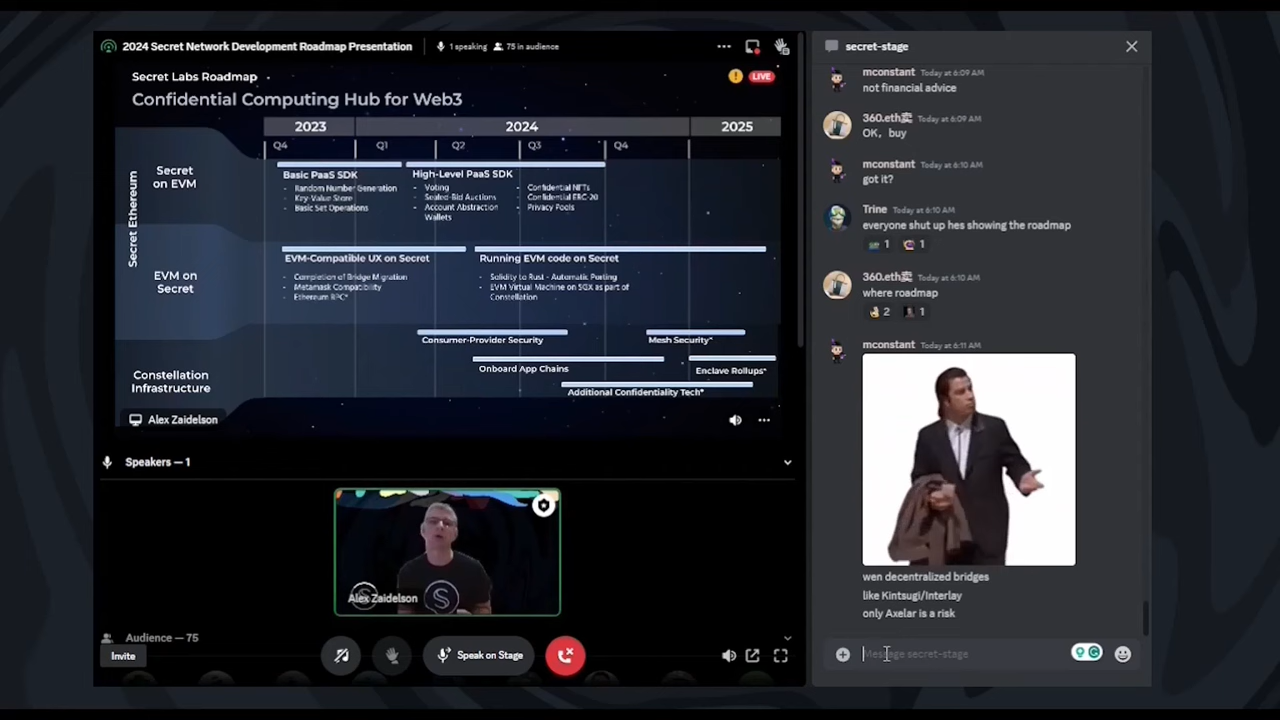 2024 Secret Network Development Roadmap Presentation
1 speaking
75 in audience
Secret Labs Roadmap
LIVE
Confidential Computing Hub for Web3
2023
2024
2025
Q4
Q1
Q2
Q3
Q4
Secret Ethereum
Secret
on EVM
Basic PaaS SDK
- Random Number Generation
- Key-Value Store
- Basic Set Operations
High-Level PaaS SDK
- Voting
- Sealed-Bid Auctions
- Account Abstraction
Wallets
- Confidential NFTs
- Confidential ERC-20
- Privacy Pools
EVM on
Secret
EVM-Compatible UX on Secret
- Completion of Bridge Migration
- Metamask Compatibility
- Ethereum RPC*
Running EVM code on Secret
- Solidity to Rust - Automatic Porting
- EVM Virtual Machine on SGX as part of
Constellation
Constellation
Infrastructure
Consumer-Provider Security
Mesh Security*
Onboard App Chains
Enclave Rollups*
Additional Confidentiality Tech*
Alex Zaidelson
Speakers — 1
Alex Zaidelson
Audience — 75
Invite
Speak on Stage
secret-stage
mconstant Today at 6:09 AM
not financial advice
360.eth卖 Today at 6:09 AM
OK，buy
mconstant Today at 6:10 AM
got it?
Trine Today at 6:10 AM
everyone shut up hes showing the roadmap
1
1
360.eth卖 Today at 6:10 AM
where roadmap
2
1
mconstant Today at 6:11 AM
wen decentralized bridges
like Kintsugi/Interlay
only Axelar is a risk
Message secret-stage